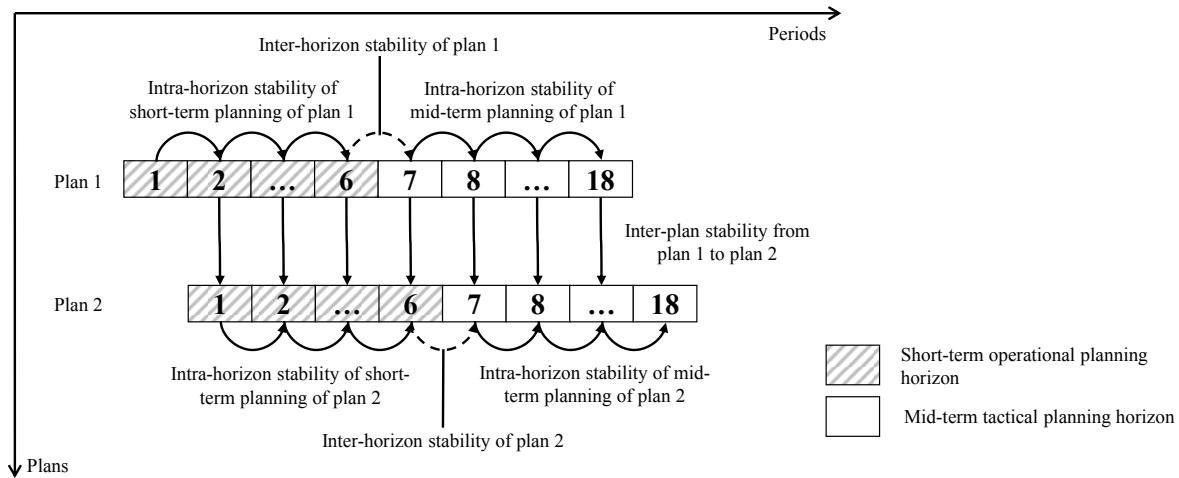 Periods
Inter-horizon stability of plan 1
Intra-horizon stability of
short-term planning of plan 1
Intra-horizon stability of
mid-term planning of plan 1
Plan 1
1 2 … 6 7 8 … 18
Inter-plan stability from
plan 1 to plan 2
Plan 2
1 2 … 6 7 8 … 18
Intra-horizon stability of short-
term planning of plan 2
Intra-horizon stability of mid-
term planning of plan 2
Inter-horizon stability of plan 2
Short-term operational planning
horizon
Mid-term tactical planning horizon
Plans